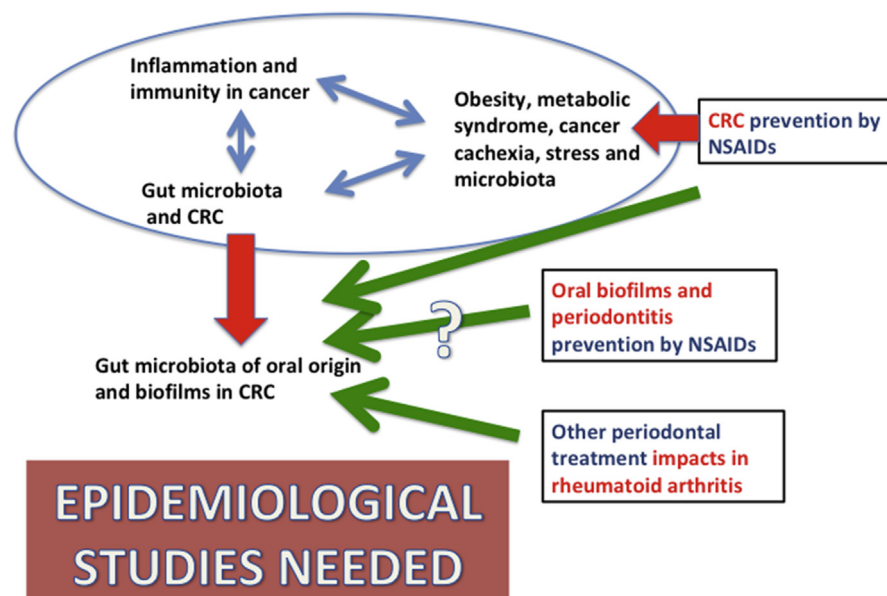 Inflammation and
immunity in cancer
Obesity, metabolic
syndrome, cancer
cachexia, stress and
microbiota
CRC prevention by
NSAIDs
Gut microbiota
and CRC
?
Oral biofilms and
periodontitis
prevention by NSAIDs
Gut microbiota of oral origin
and biofilms in CRC
Other periodontal
treatment impacts in
rheumatoid arthritis
EPIDEMIOLOGICAL
STUDIES NEEDED